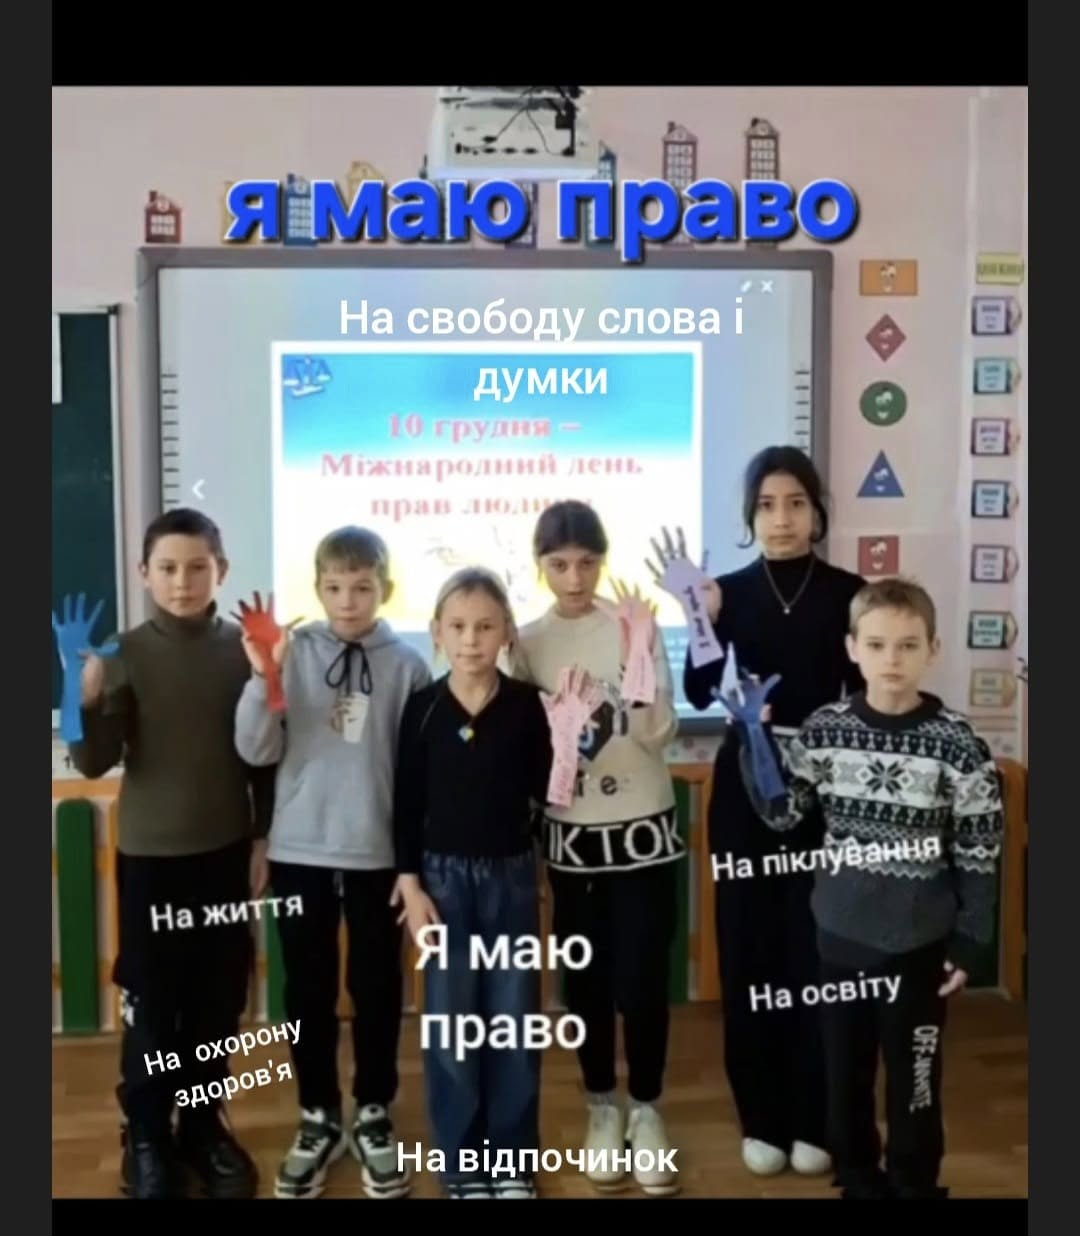 я маю право
На свободу слова і
думки
10 грудня –
Міжнародний день
прав людини
ТІКТОК
На піклування
На життя
Я маю
право
На освіту
На охорону
здоров'я
OFF-WHITE
На відпочинок